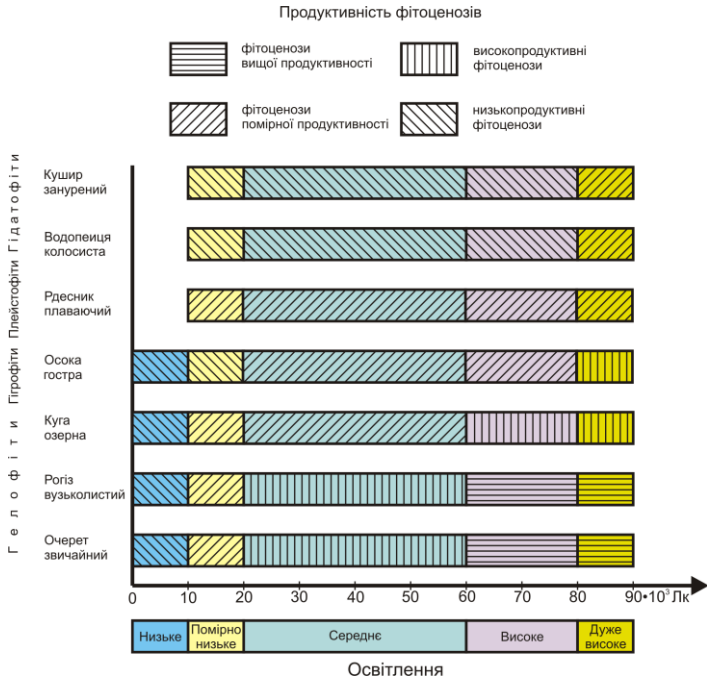 Продуктивність фітоценозів
фітоценози
вищої продуктивності
високопродуктивні
фітоценози
фітоценози
помірної продуктивності
низькопродуктивні
фітоценози
Гідатофіти
Плейстофіти
Гігрофіти
Гелофіти
Кушир
занурений
Водопеиця
колосиста
Рдесник
плаваючий
Осока
гостра
Куга
озерна
Рогіз
вузьколистий
Очерет
звичайний
0 10 20 30 40 50 60 70 80 90•10³ Лк
Низьке
Помірно
низьке
Середнє
Високе
Дуже
високе
Освітлення